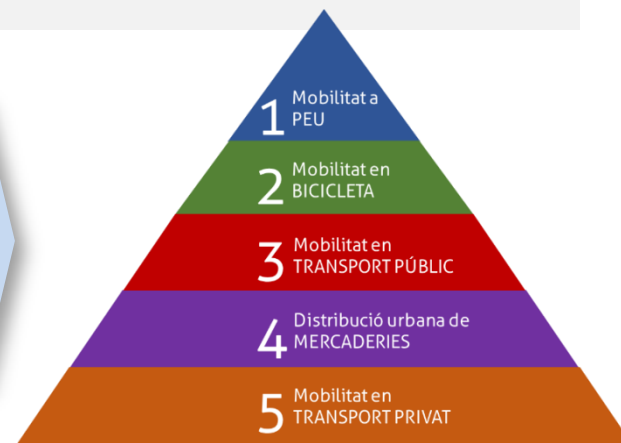 1 Mobilitat a
PEU
2 Mobilitat en
BICICLETA
3 Mobilitat en
TRANSPORT PÚBLIC
4 Distribució urbana de
MERCADERIES
5 Mobilitat en
TRANSPORT PRIVAT